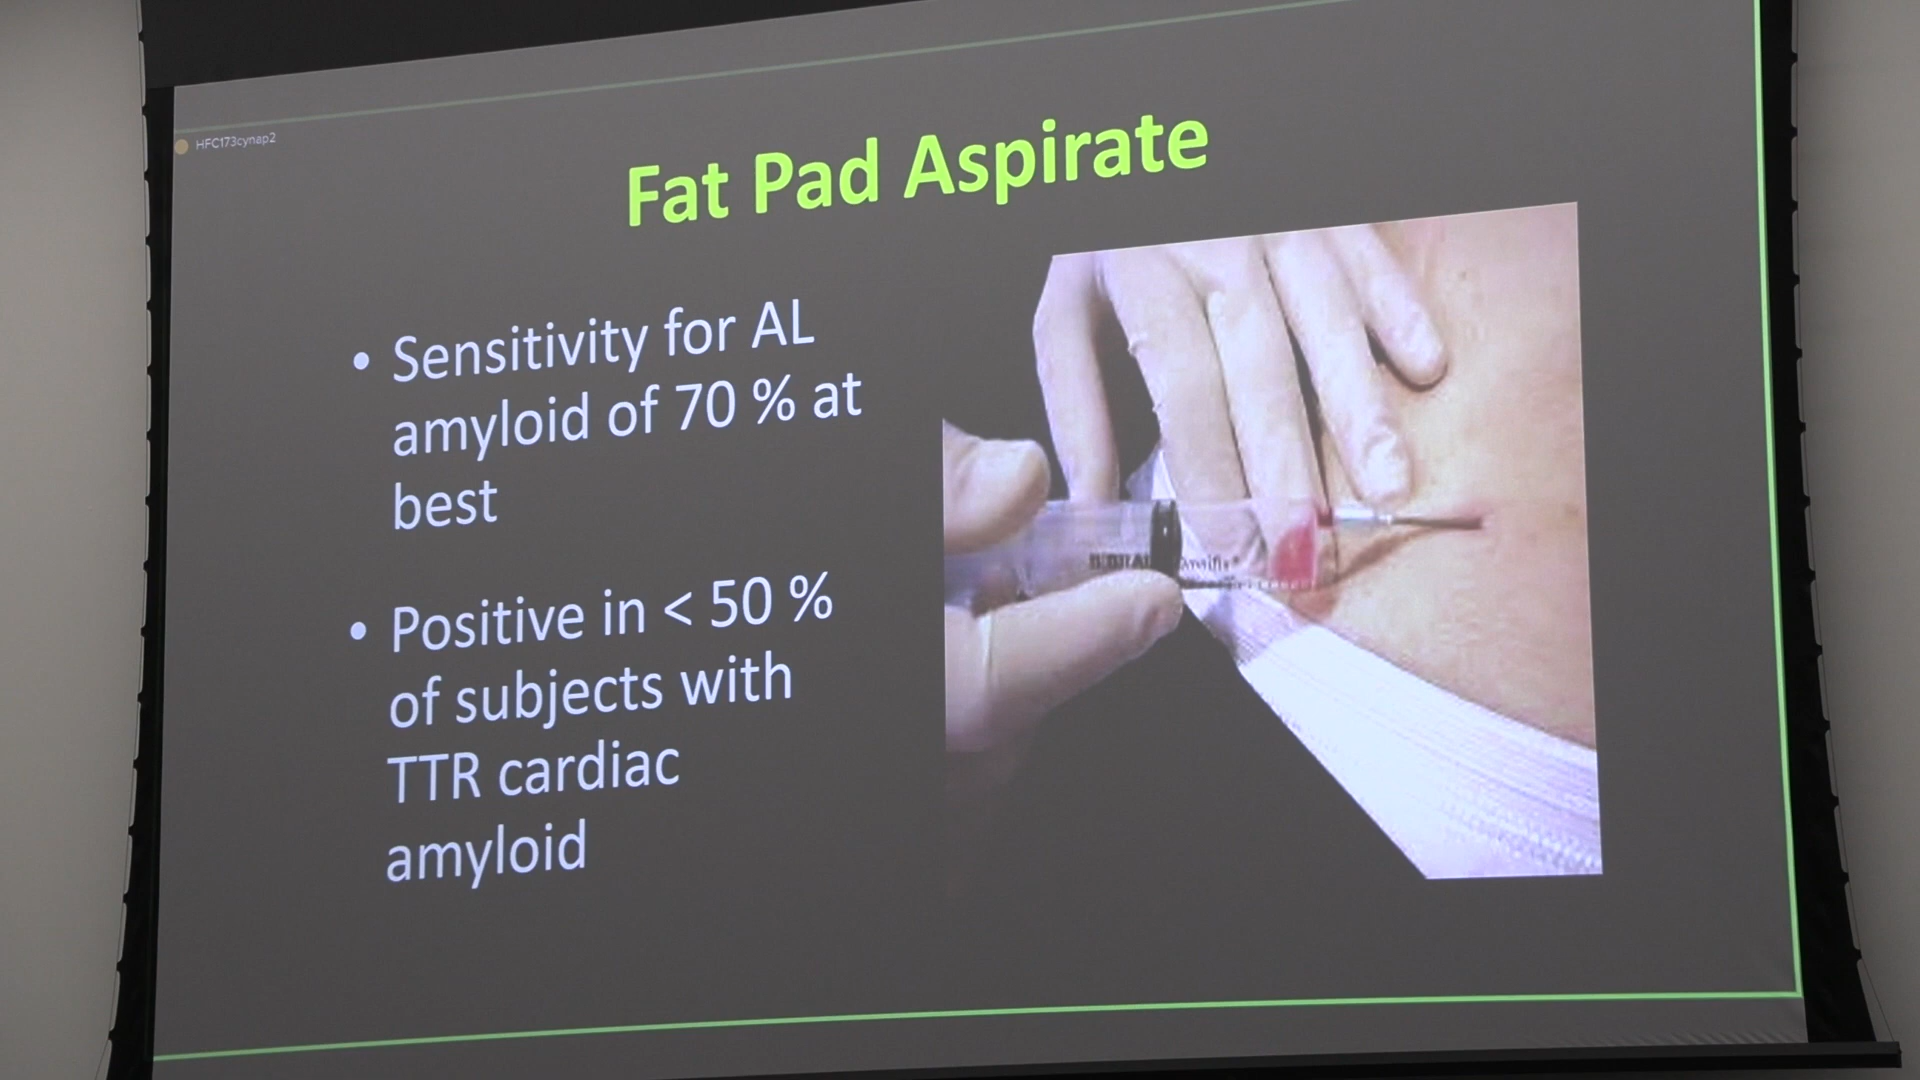 HFC173cynap2
Fat Pad Aspirate
• Sensitivity for AL
amyloid of 70 % at
best
• Positive in < 50 %
of subjects with
TTR cardiac
amyloid